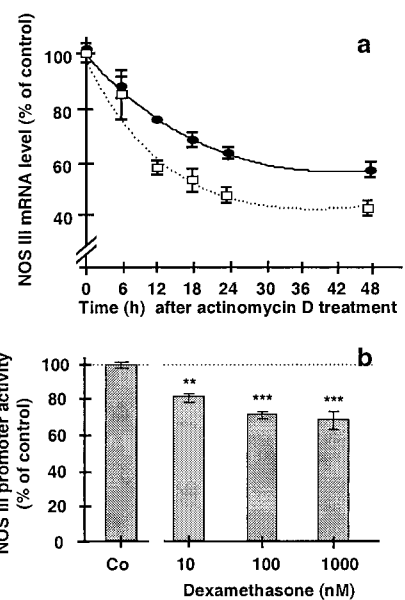 a
NOS III mRNA level (% of control)
100
80
60
40
0 6 12 18 24 30 36 42 48
Time (h) after actinomycin D treatment
b
NOS III promoter activity
(% of control)
100
80
60
40
20
0
**
***
***
Co 10 100 1000
Dexamethasone (nM)